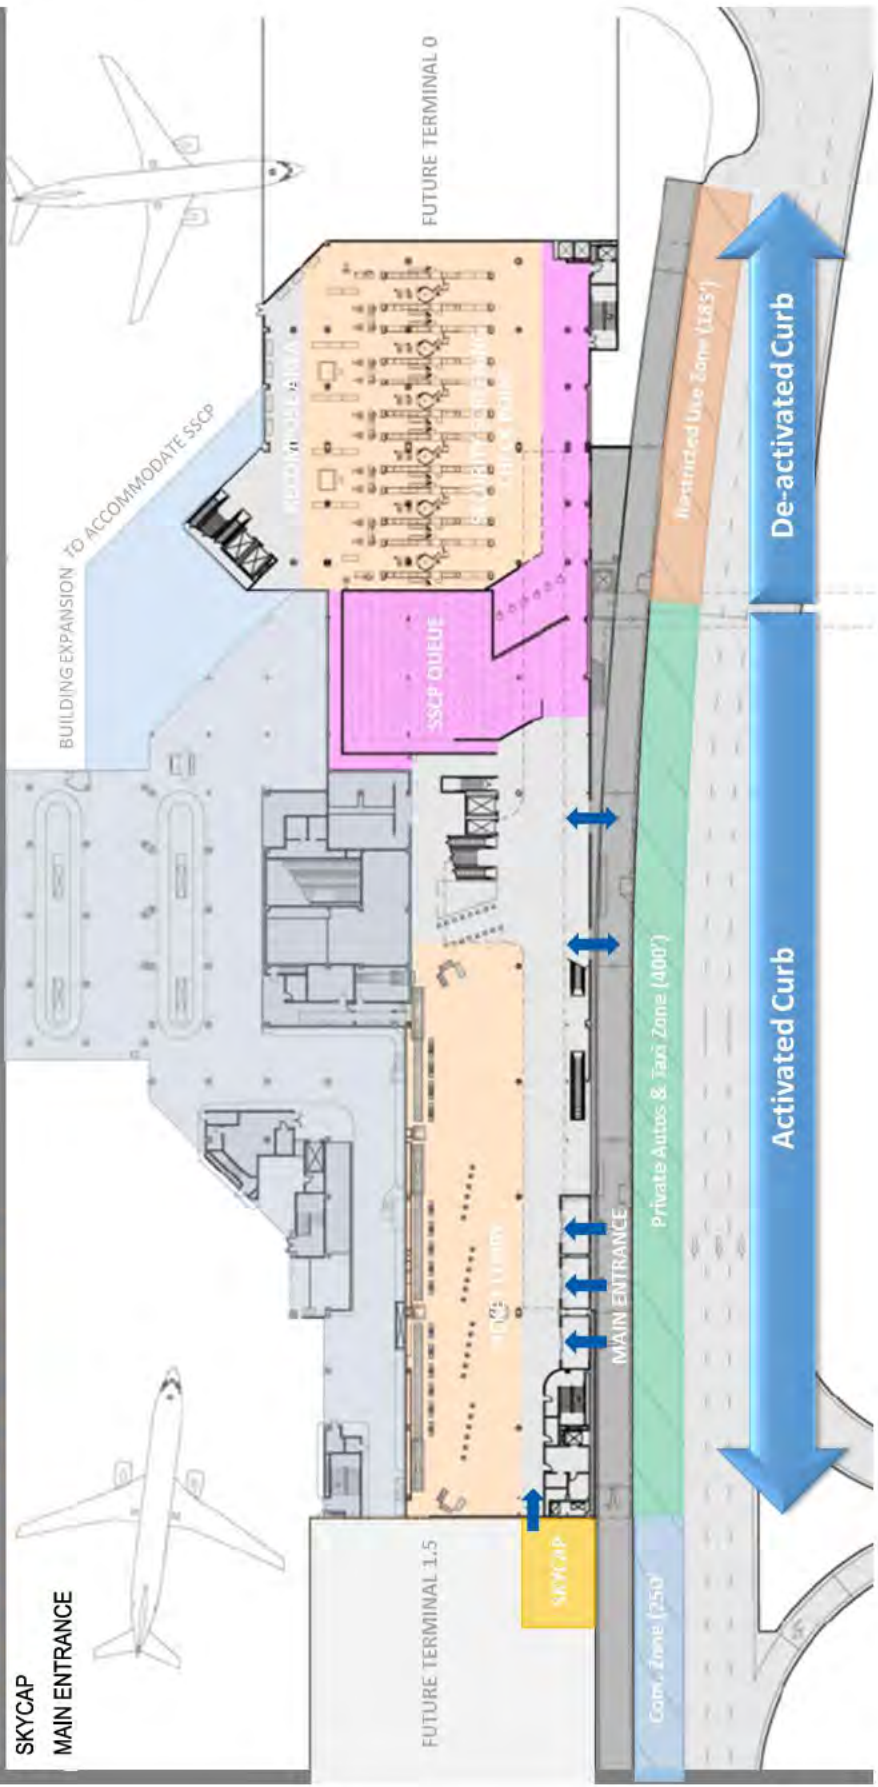 SKYCAP
MAIN ENTRANCE
FUTURE TERMINAL 1.5
FUTURE TERMINAL 0
BUILDING EXPANSION TO ACCOMMODATE SSCP
SSCP QUEUE
SKYCAP
MAIN ENTRANCE
Com. Zone (250'
Private Autos & Taxi Zone (400')
Restricted Use Zone (185')
Activated Curb
De-activated Curb